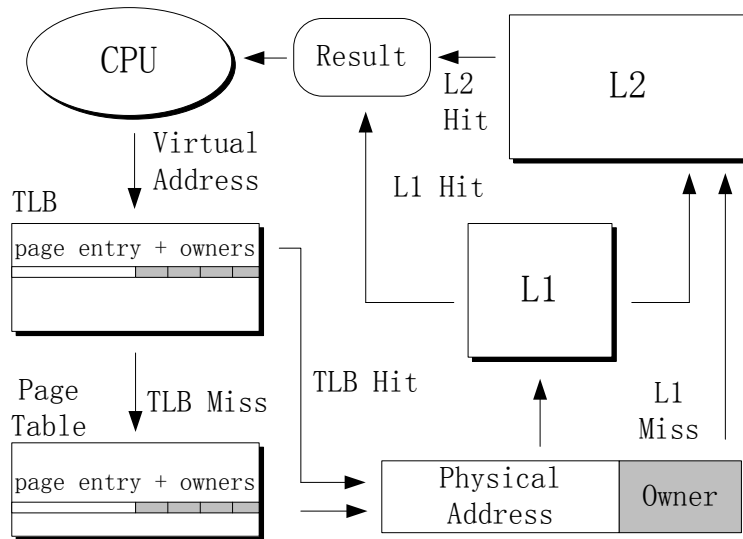 CPU
Result
L2
L2
Hit
Virtual
Address
L1 Hit
TLB
page entry + owners
L1
TLB Hit
Page
Table
TLB Miss
L1
Miss
page entry + owners
Physical
Address
Owner